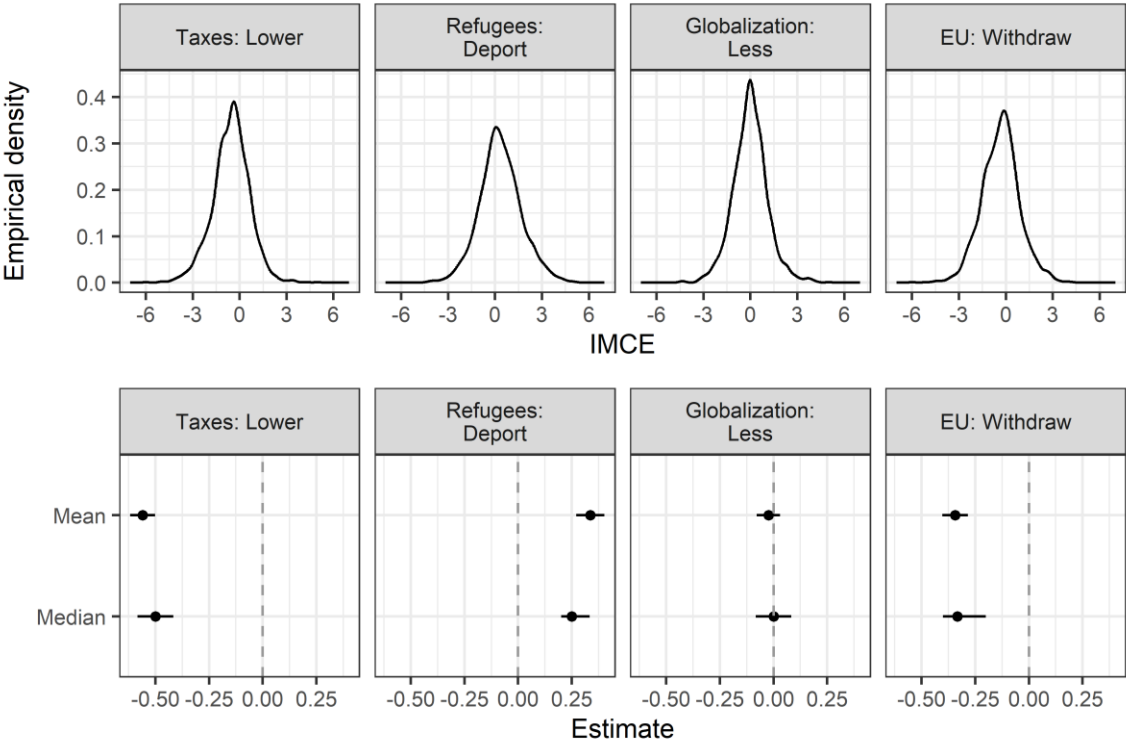 Taxes: Lower
Refugees:
Deport
Globalization:
Less
EU: Withdraw
Empirical density
0.4
0.3
0.2
0.1
0.0
-6 -3 0 3 6
-6 -3 0 3 6
-6 -3 0 3 6
-6 -3 0 3 6
IMCE
Taxes: Lower
Refugees:
Deport
Globalization:
Less
EU: Withdraw
Mean
Median
-0.50 -0.25 0.00 0.25
-0.50 -0.25 0.00 0.25
-0.50 -0.25 0.00 0.25
-0.50 -0.25 0.00 0.25
Estimate